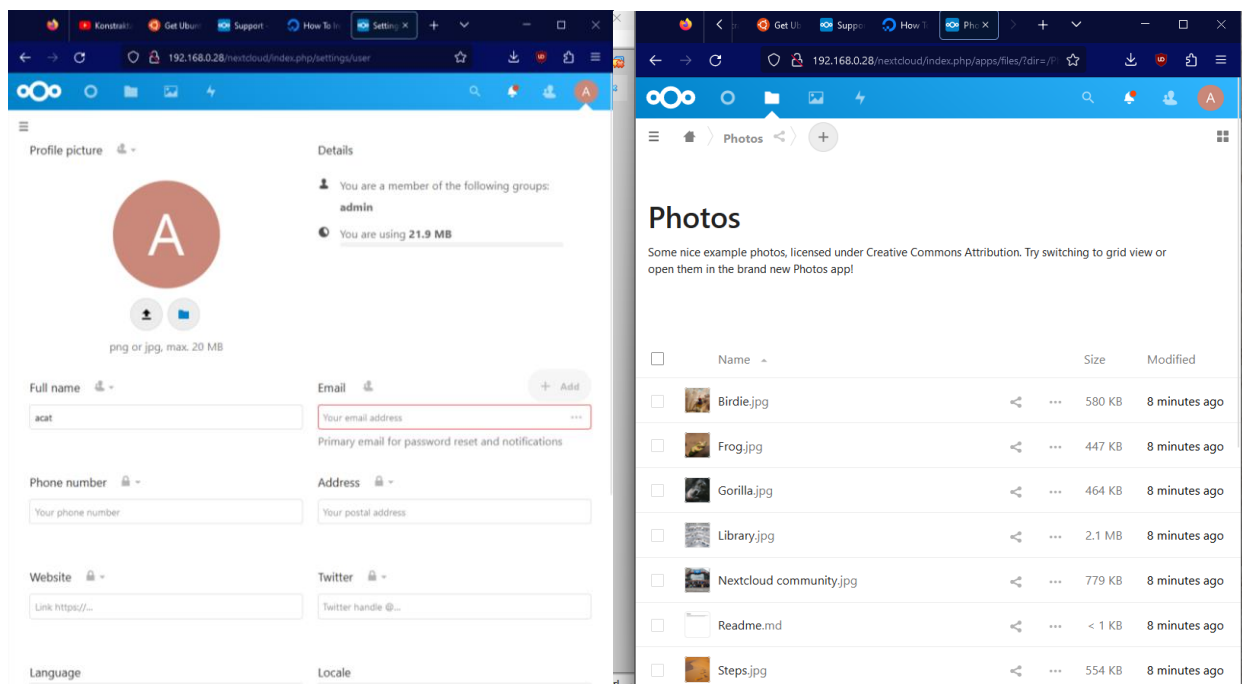 Konstrakt
Get Ubun
Support -
How To In
Setting
192.168.0.28/nextcloud/index.php/settings/user
A
Profile picture
A
png or jpg, max. 20 MB
Details
You are a member of the following groups:
admin
You are using 21.9 MB
Full name
acat
Email
+ Add
Your email address
Primary email for password reset and notifications
Phone number
Your phone number
Address
Your postal address
Website
Link https://...
Twitter
Twitter handle @...
Language
Locale
Get Ub
Suppor
How T
Pho
192.168.0.28/nextcloud/index.php/apps/files/?dir=/P
A
Photos
Photos
Some nice example photos, licensed under Creative Commons Attribution. Try switching to grid view or
open them in the brand new Photos app!
Name Size Modified
Birdie.jpg 580 KB 8 minutes ago
Frog.jpg 447 KB 8 minutes ago
Gorilla.jpg 464 KB 8 minutes ago
Library.jpg 2.1 MB 8 minutes ago
Nextcloud community.jpg 779 KB 8 minutes ago
Readme.md < 1 KB 8 minutes ago
Steps.jpg 554 KB 8 minutes ago